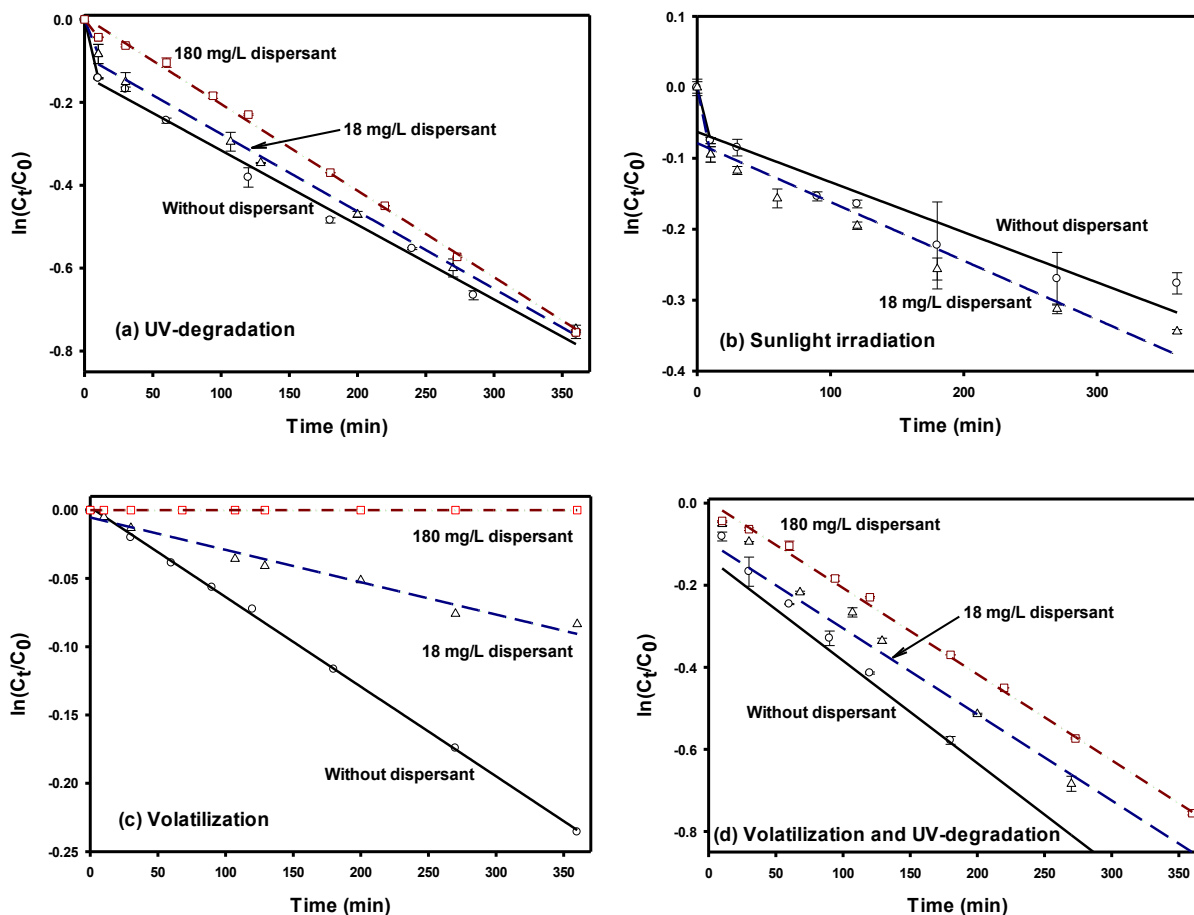 0.0
-0.2
-0.4
-0.6
-0.8
ln(Ct/C0)
180 mg/L dispersant
18 mg/L dispersant
Without dispersant
(a) UV-degradation
0 50 100 150 200 250 300 350
Time (min)
0.1
0.0
-0.1
-0.2
-0.3
-0.4
ln(Ct/C0)
Without dispersant
18 mg/L dispersant
(b) Sunlight irradiation
0 100 200 300
Time (min)
0.00
-0.05
-0.10
-0.15
-0.20
-0.25
ln(Ct/C0)
180 mg/L dispersant
18 mg/L dispersant
Without dispersant
(c) Volatilization
0 50 100 150 200 250 300 350
Time (min)
0.0
-0.2
-0.4
-0.6
-0.8
ln(Ct/C0)
180 mg/L dispersant
18 mg/L dispersant
Without dispersant
(d) Volatilization and UV-degradation
0 50 100 150 200 250 300 350
Time (min)